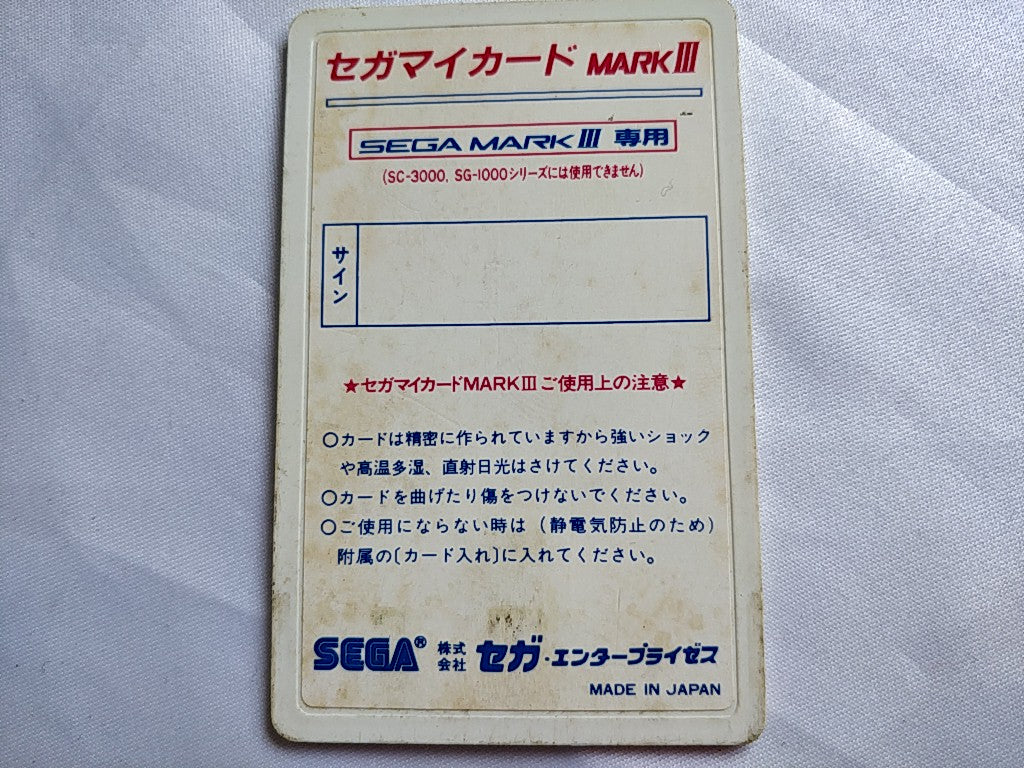 セガマイカード MARKⅢ
SEGA MARKⅢ 専用
(SC-3000, SG-1000シリーズには使用できません)
サイン
★セガマイカードMARKⅢご使用上の注意★
○カードは精密に作られていますから強いショック
や高温多湿、直射日光はさけてください。
○カードを曲げたり傷をつけないでください。
○ご使用にならない時は(静電気防止のため)
附属の〔カード入れ〕に入れてください。
SEGA® 株式会社 セガ・エンタープライゼス
MADE IN JAPAN